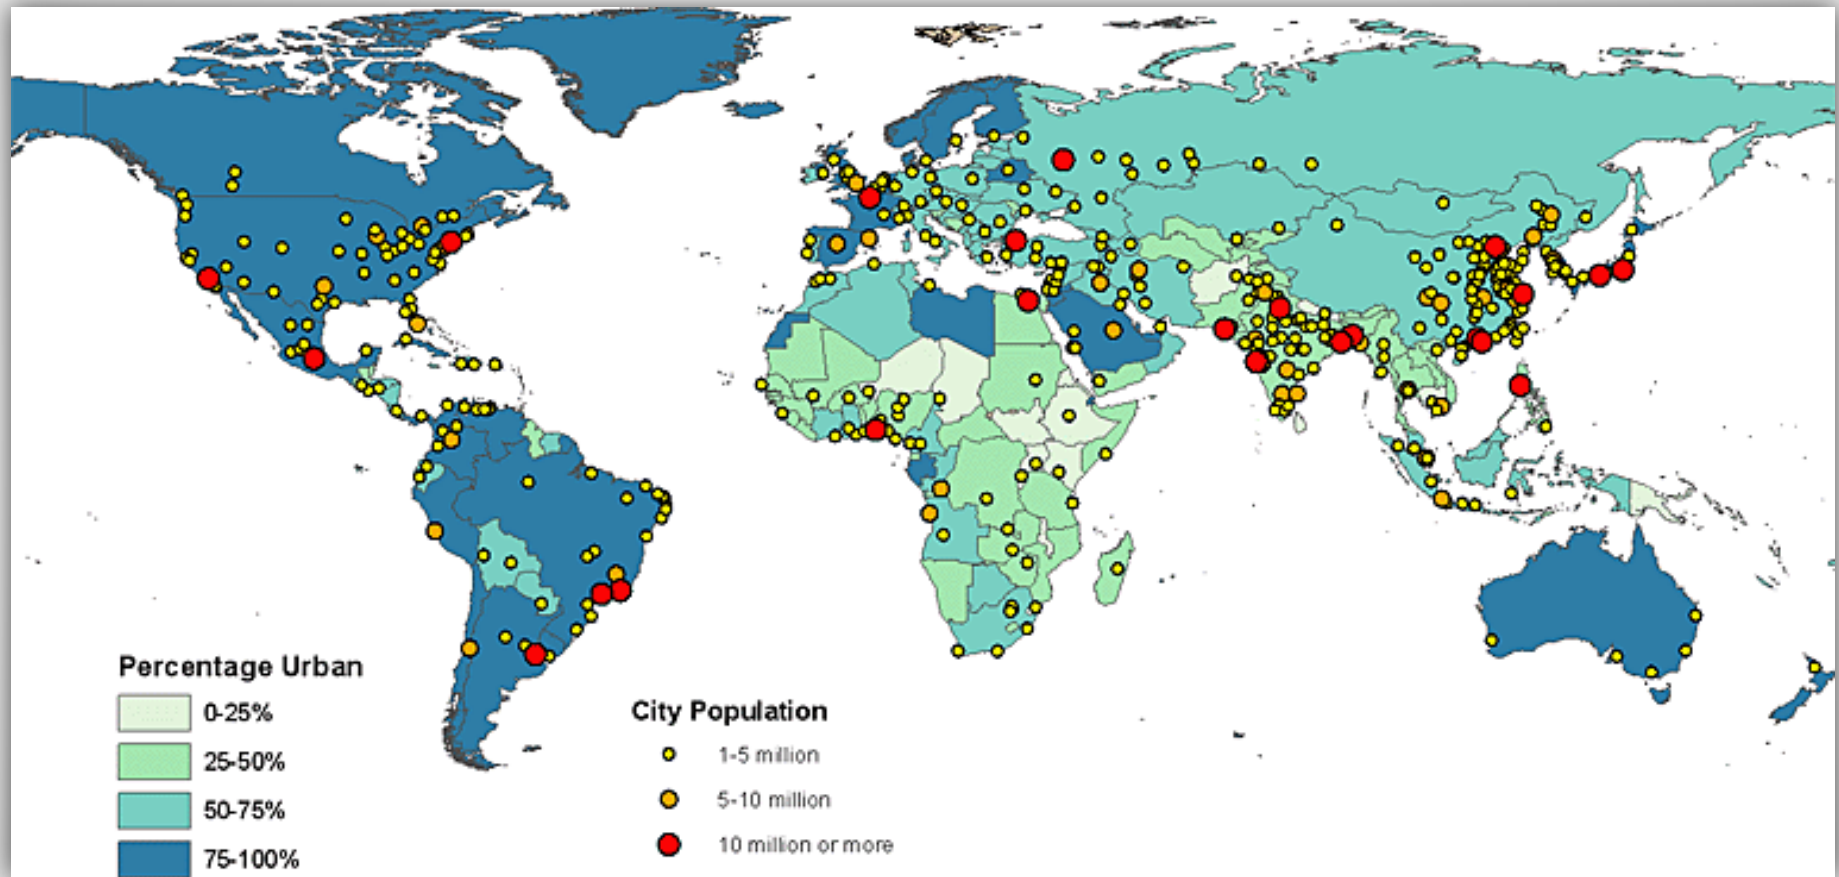 Percentage Urban
0-25%
25-50%
50-75%
75-100%
City Population
1-5 million
5-10 million
10 million or more